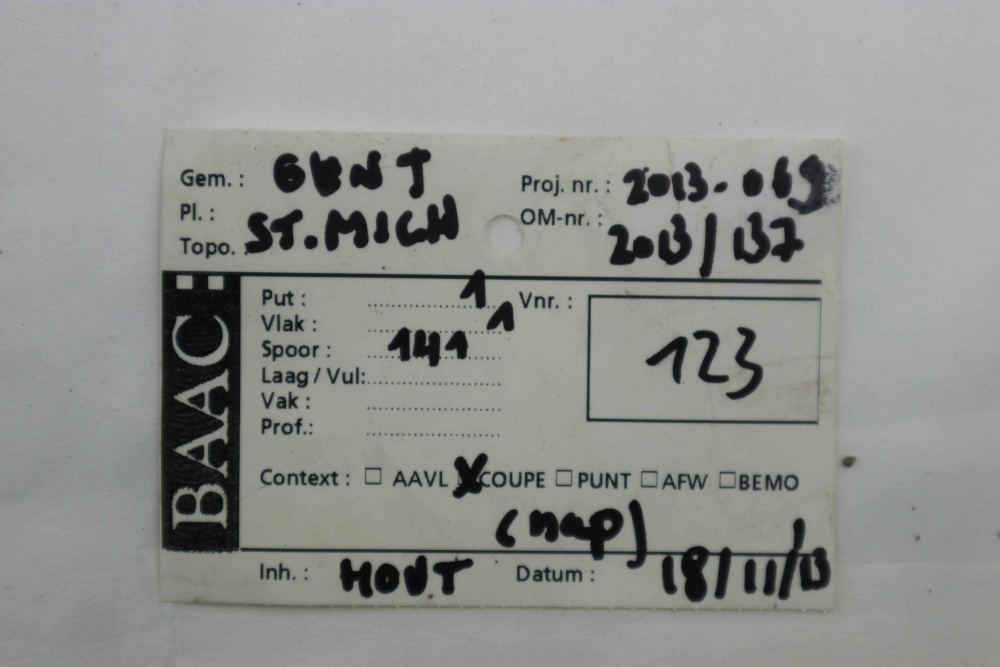 Gem. : GENT Proj. nr. : 2013-069
Pl. : OM-nr. : 2013/137
Topo. : ST.MICH
BAAC
Put : 1 Vnr. : 123
Vlak : 1
Spoor : 141
Laag / Vul:
Vak :
Prof.:
Context : AAVL X COUPE PUNT AFW BEMO
(nap)
Inh. : HOUT Datum : 18/11/13